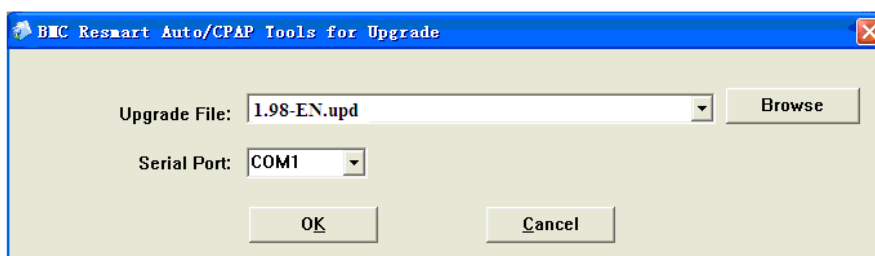 BMC Resmart Auto/CPAP Tools for Upgrade
Upgrade File: 1.98-EN.upd Browse
Serial Port: COM1
OK Cancel